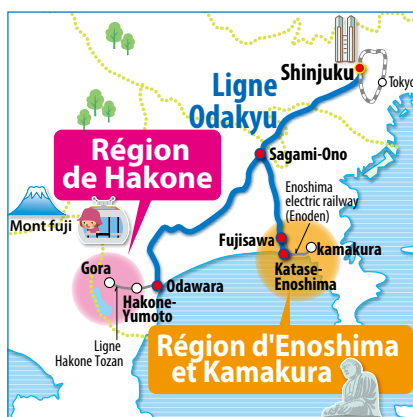 Shinjuku
Tokyo
Ligne
Odakyu
Sagami-Ono
Région
de Hakone
Enoshima
electric railway
(Enoden)
Mont fuji
Fujisawa
kamakura
Katase-
Enoshima
Gora
Odawara
Hakone-
Yumoto
Ligne
Hakone Tozan
Région d'Enoshima
et Kamakura